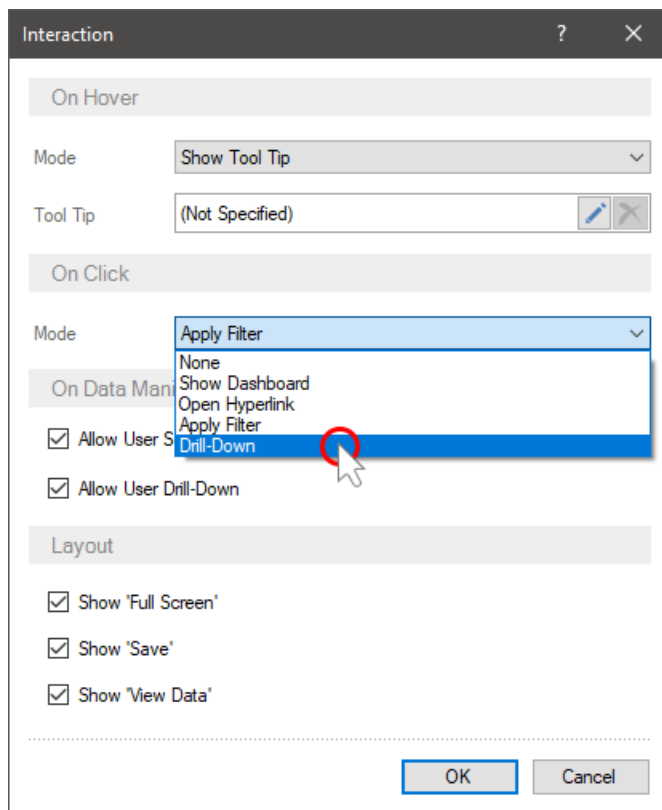 Interaction ?
On Hover
Mode Show Tool Tip
Tool Tip (Not Specified)
On Click
Mode Apply Filter
None
Show Dashboard
Open Hyperlink
Apply Filter
Drill-Down
On Data
Allow User
Allow User Drill-Down
Layout
Show 'Full Screen'
Show 'Save'
Show 'View Data'
OK Cancel